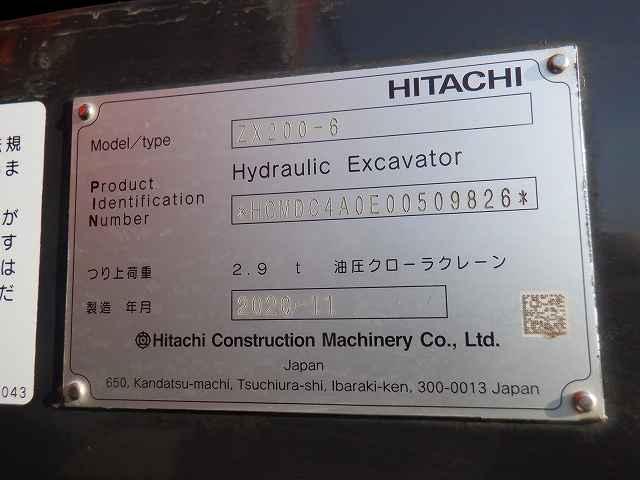 HITACHI
Model/type ZX200-6
Hydraulic Excavator
Product
Identification
Number
*HCMDC4A0E00509826*
つり上荷重 2.9 t 油圧クローラクレーン
製造 年月 2020-11
Hitachi Construction Machinery Co., Ltd.
Japan
650, Kandatsu-machi, Tsuchiura-shi, Ibaraki-ken, 300-0013 Japan
規
ま
が
す
は
だ
043